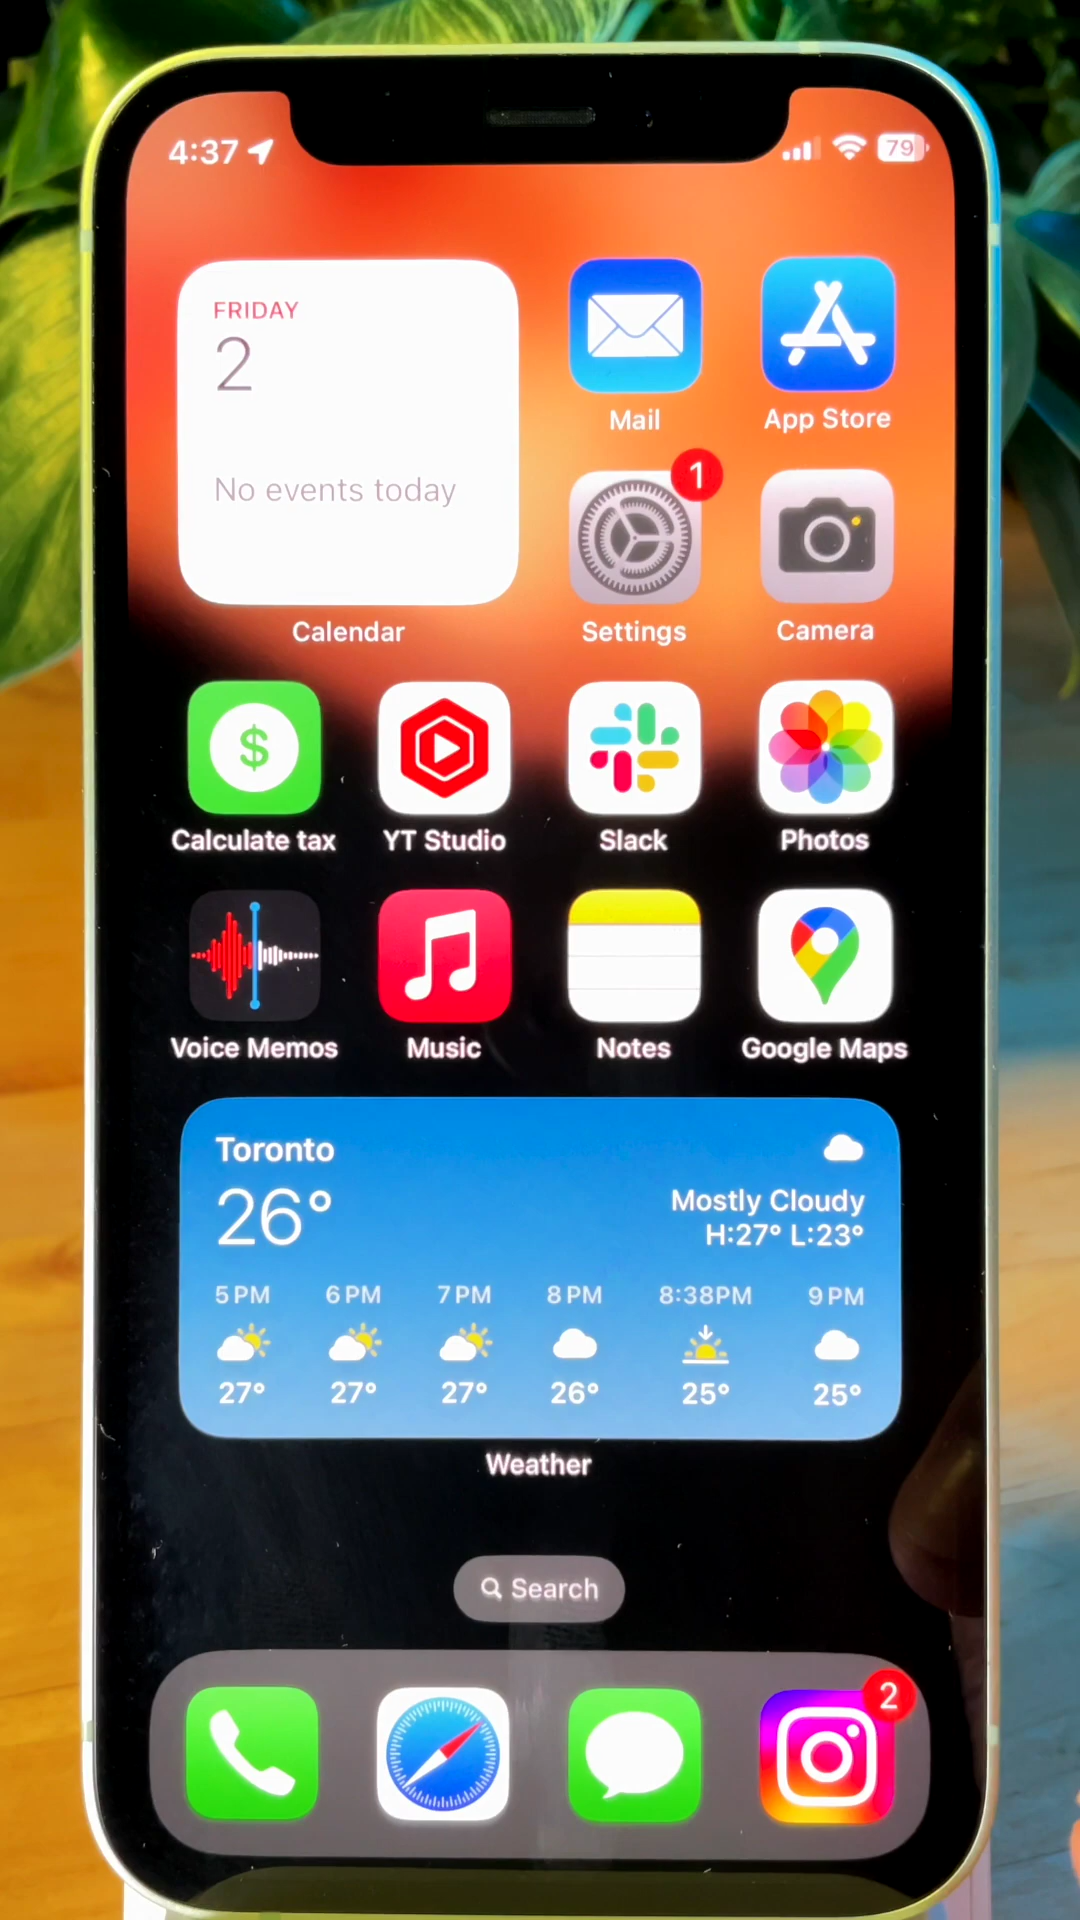 4:37
79
FRIDAY
2
No events today
Calendar
Mail
App Store
1
Settings
Camera
$
Calculate tax
YT Studio
Slack
Photos
Voice Memos
Music
Notes
Google Maps
Toronto
26°
Mostly Cloudy
H:27° L:23°
5 PM 6 PM 7 PM 8 PM 8:38PM 9 PM
27° 27° 27° 26° 25° 25°
Weather
Search
2